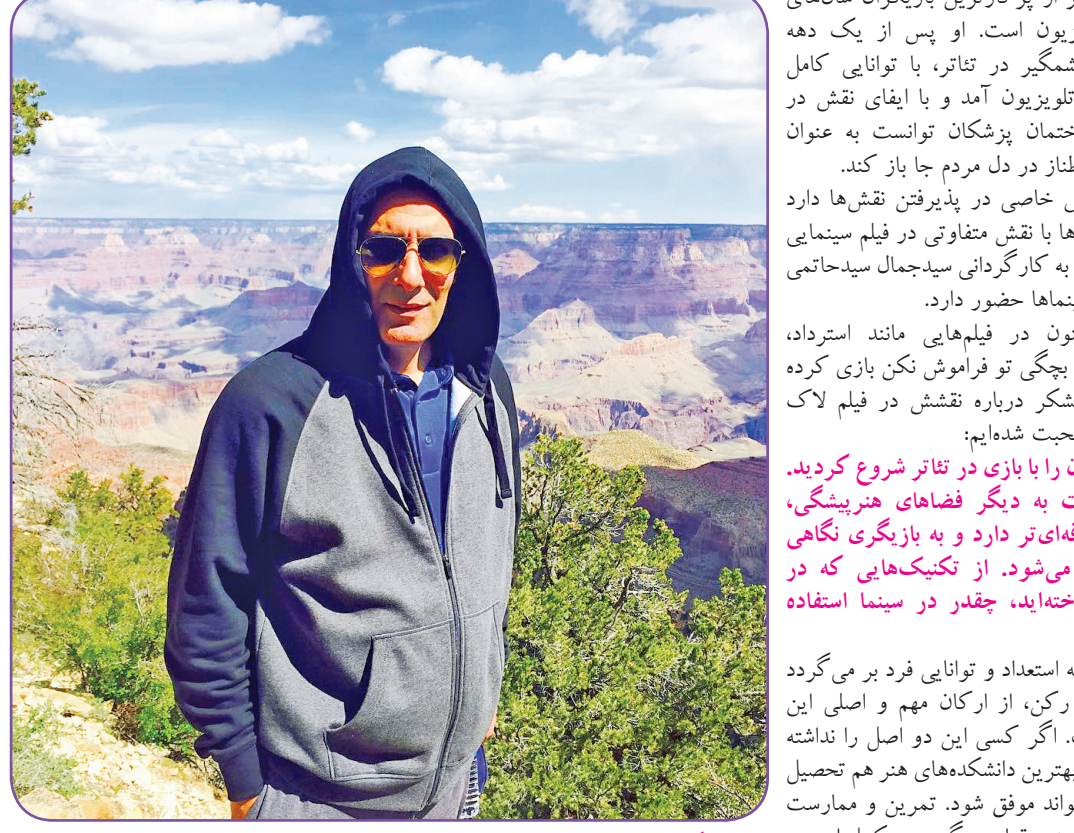 زیون است. او پس از یک دهه
شمگیر در تئاتر، با توانایی کامل
تلویزیون آمد و با ایفای نقش در
ختمان پزشکان توانست به عنوان
طناز در دل مردم جا باز کند.
خاصی در پذیرفتن نقش‌ها دارد
ها با نقش متفاوتی در فیلم سینمایی
به کارگردانی سیدجمال سیدحاتمی
ینماها حضور دارد.
نون در فیلم‌هایی مانند استرداد،
بچگی تو فراموش نکن بازی کرده
شکر درباره نقشش در فیلم لاک
حبت شده‌ایم:
ن را با بازی در تئاتر شروع کردید.
ت به دیگر فضاهای هنرپیشگی،
فه‌ای‌تر دارد و به بازیگری نگاهی
می‌شود. از تکنیک‌هایی که در
خته‌اید، چقدر در سینما استفاده
ه استعداد و توانایی فرد بر می‌گردد
رکن، از ارکان مهم و اصلی این
اگر کسی این دو اصل را نداشته
بهترین دانشکده‌های هنر هم تحصیل
واند موفق شود. تمرین و ممارست